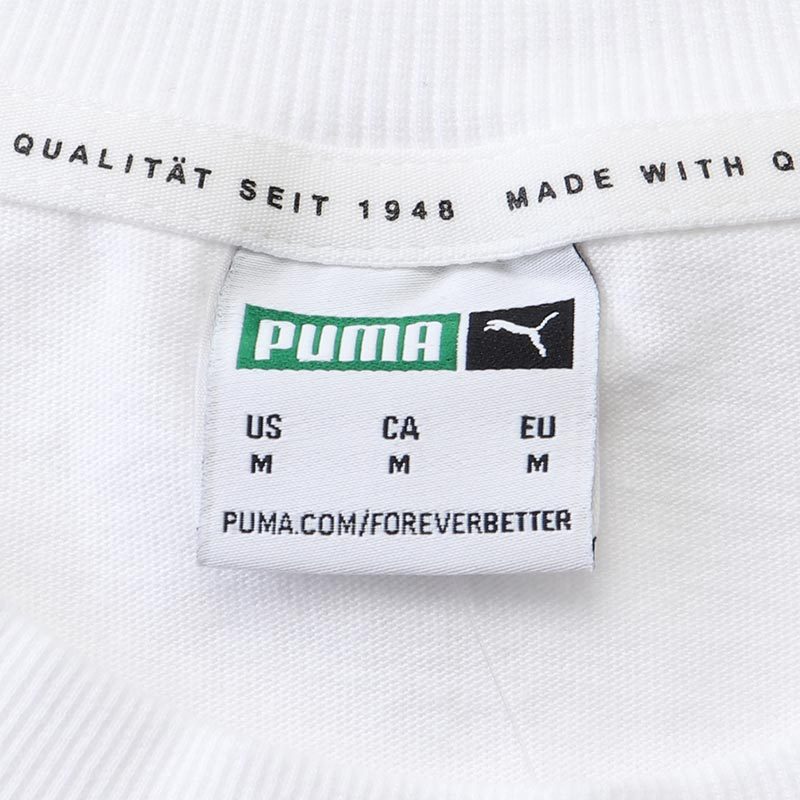 QUALITÄT SEIT 1948 MADE WITH
PUMA
US CA EU
M M M
PUMA.COM/FOREVERBETTER